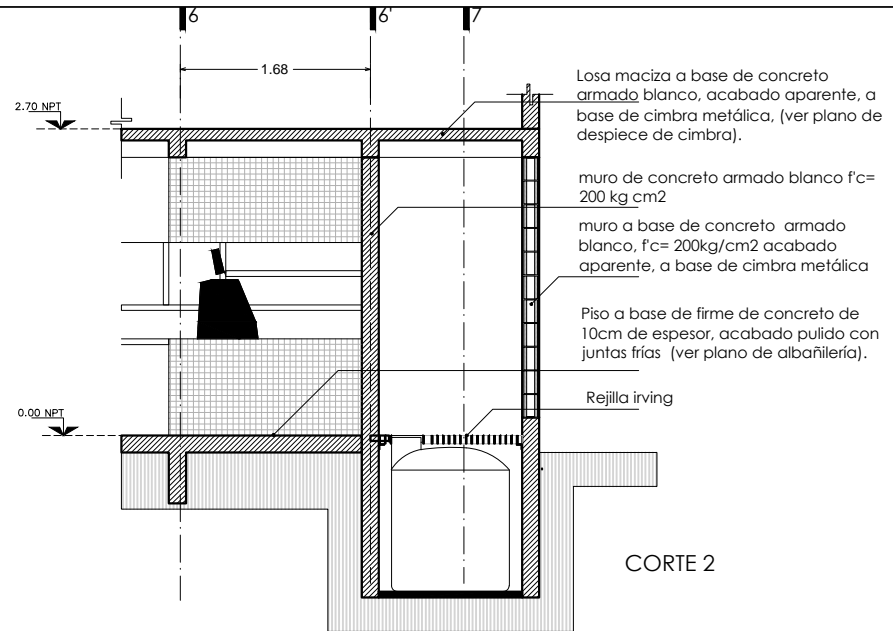 6 6' 7
1.68
2.70 NPT
Losa maciza a base de concreto
armado blanco, acabado aparente, a
base de cimbra metálica, (ver plano de
despiece de cimbra).
muro de concreto armado blanco f'c=
200 kg cm2
muro a base de concreto armado
blanco, f'c= 200kg/cm2 acabado
aparente, a base de cimbra metálica
Piso a base de firme de concreto de
10cm de espesor, acabado pulido con
juntas frías (ver plano de albañilería).
Rejilla irving
0.00 NPT
CORTE 2